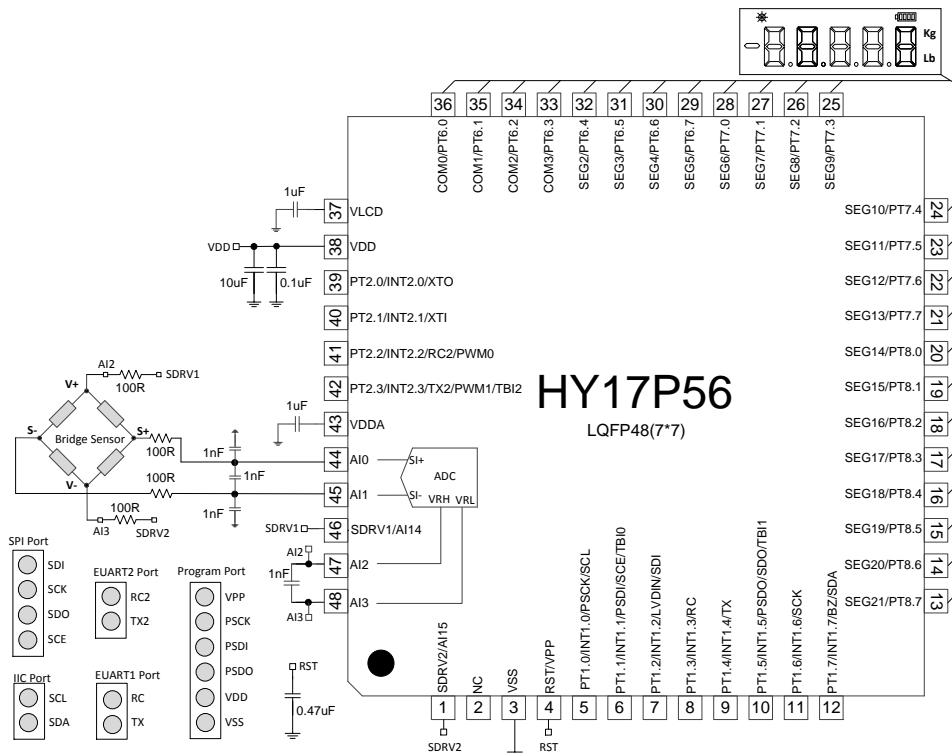 Kg
Lb
36 35 34 33 32 31 30 29 28 27 26 25
COM0/PT6.0
COM1/PT6.1
COM2/PT6.2
COM3/PT6.3
SEG2/PT6.4
SEG3/PT6.5
SEG4/PT6.6
SEG5/PT6.7
SEG6/PT7.0
SEG7/PT7.1
SEG8/PT7.2
SEG9/PT7.3
1uF
37 VLCD
VDD
38 VDD
10uF
0.1uF
39 PT2.0/INT2.0/XTO
40 PT2.1/INT2.1/XTI
41 PT2.2/INT2.2/RC2/PWM0
42 PT2.3/INT2.3/TX2/PWM1/TBI2
1uF
43 VDDA
44 AI0
45 AI1
SDRV1
46 SDRV1/AI14
AI2
47 AI2
1nF
48 AI3
AI3
SI+
ADC
SI-
VRH
VRL
HY17P56
LQFP48(7*7)
SEG10/PT7.4 24
SEG11/PT7.5 23
SEG12/PT7.6 22
SEG13/PT7.7 21
SEG14/PT8.0 20
SEG15/PT8.1 19
SEG16/PT8.2 18
SEG17/PT8.3 17
SEG18/PT8.4 16
SEG19/PT8.5 15
SEG20/PT8.6 14
SEG21/PT8.7 13
AI2
SDRV1
100R
V+
S-
Bridge Sensor
S+
V-
100R
1nF
1nF
100R
1nF
100R
AI3
SDRV2
SPI Port
SDI
SCK
SDO
SCE
EUART2 Port
RC2
TX2
Program Port
VPP
PSCK
PSDI
PSDO
VDD
VSS
IIC Port
SCL
SDA
EUART1 Port
RC
TX
RST
0.47uF
SDRV2/AI15
NC
VSS
RST/VPP
PT1.0/INT1.0/PSCK/SCL
PT1.1/INT1.1/PSDI/SCE/TBI0
PT1.2/INT1.2/LVDIN/SDI
PT1.3/INT1.3/RC
PT1.4/INT1.4/TX
PT1.5/INT1.5/PSDO/SDO/TBI1
PT1.6/INT1.6/SCK
PT1.7/INT1.7/BZ/SDA
1 2 3 4 5 6 7 8 9 10 11 12
SDRV2
RST